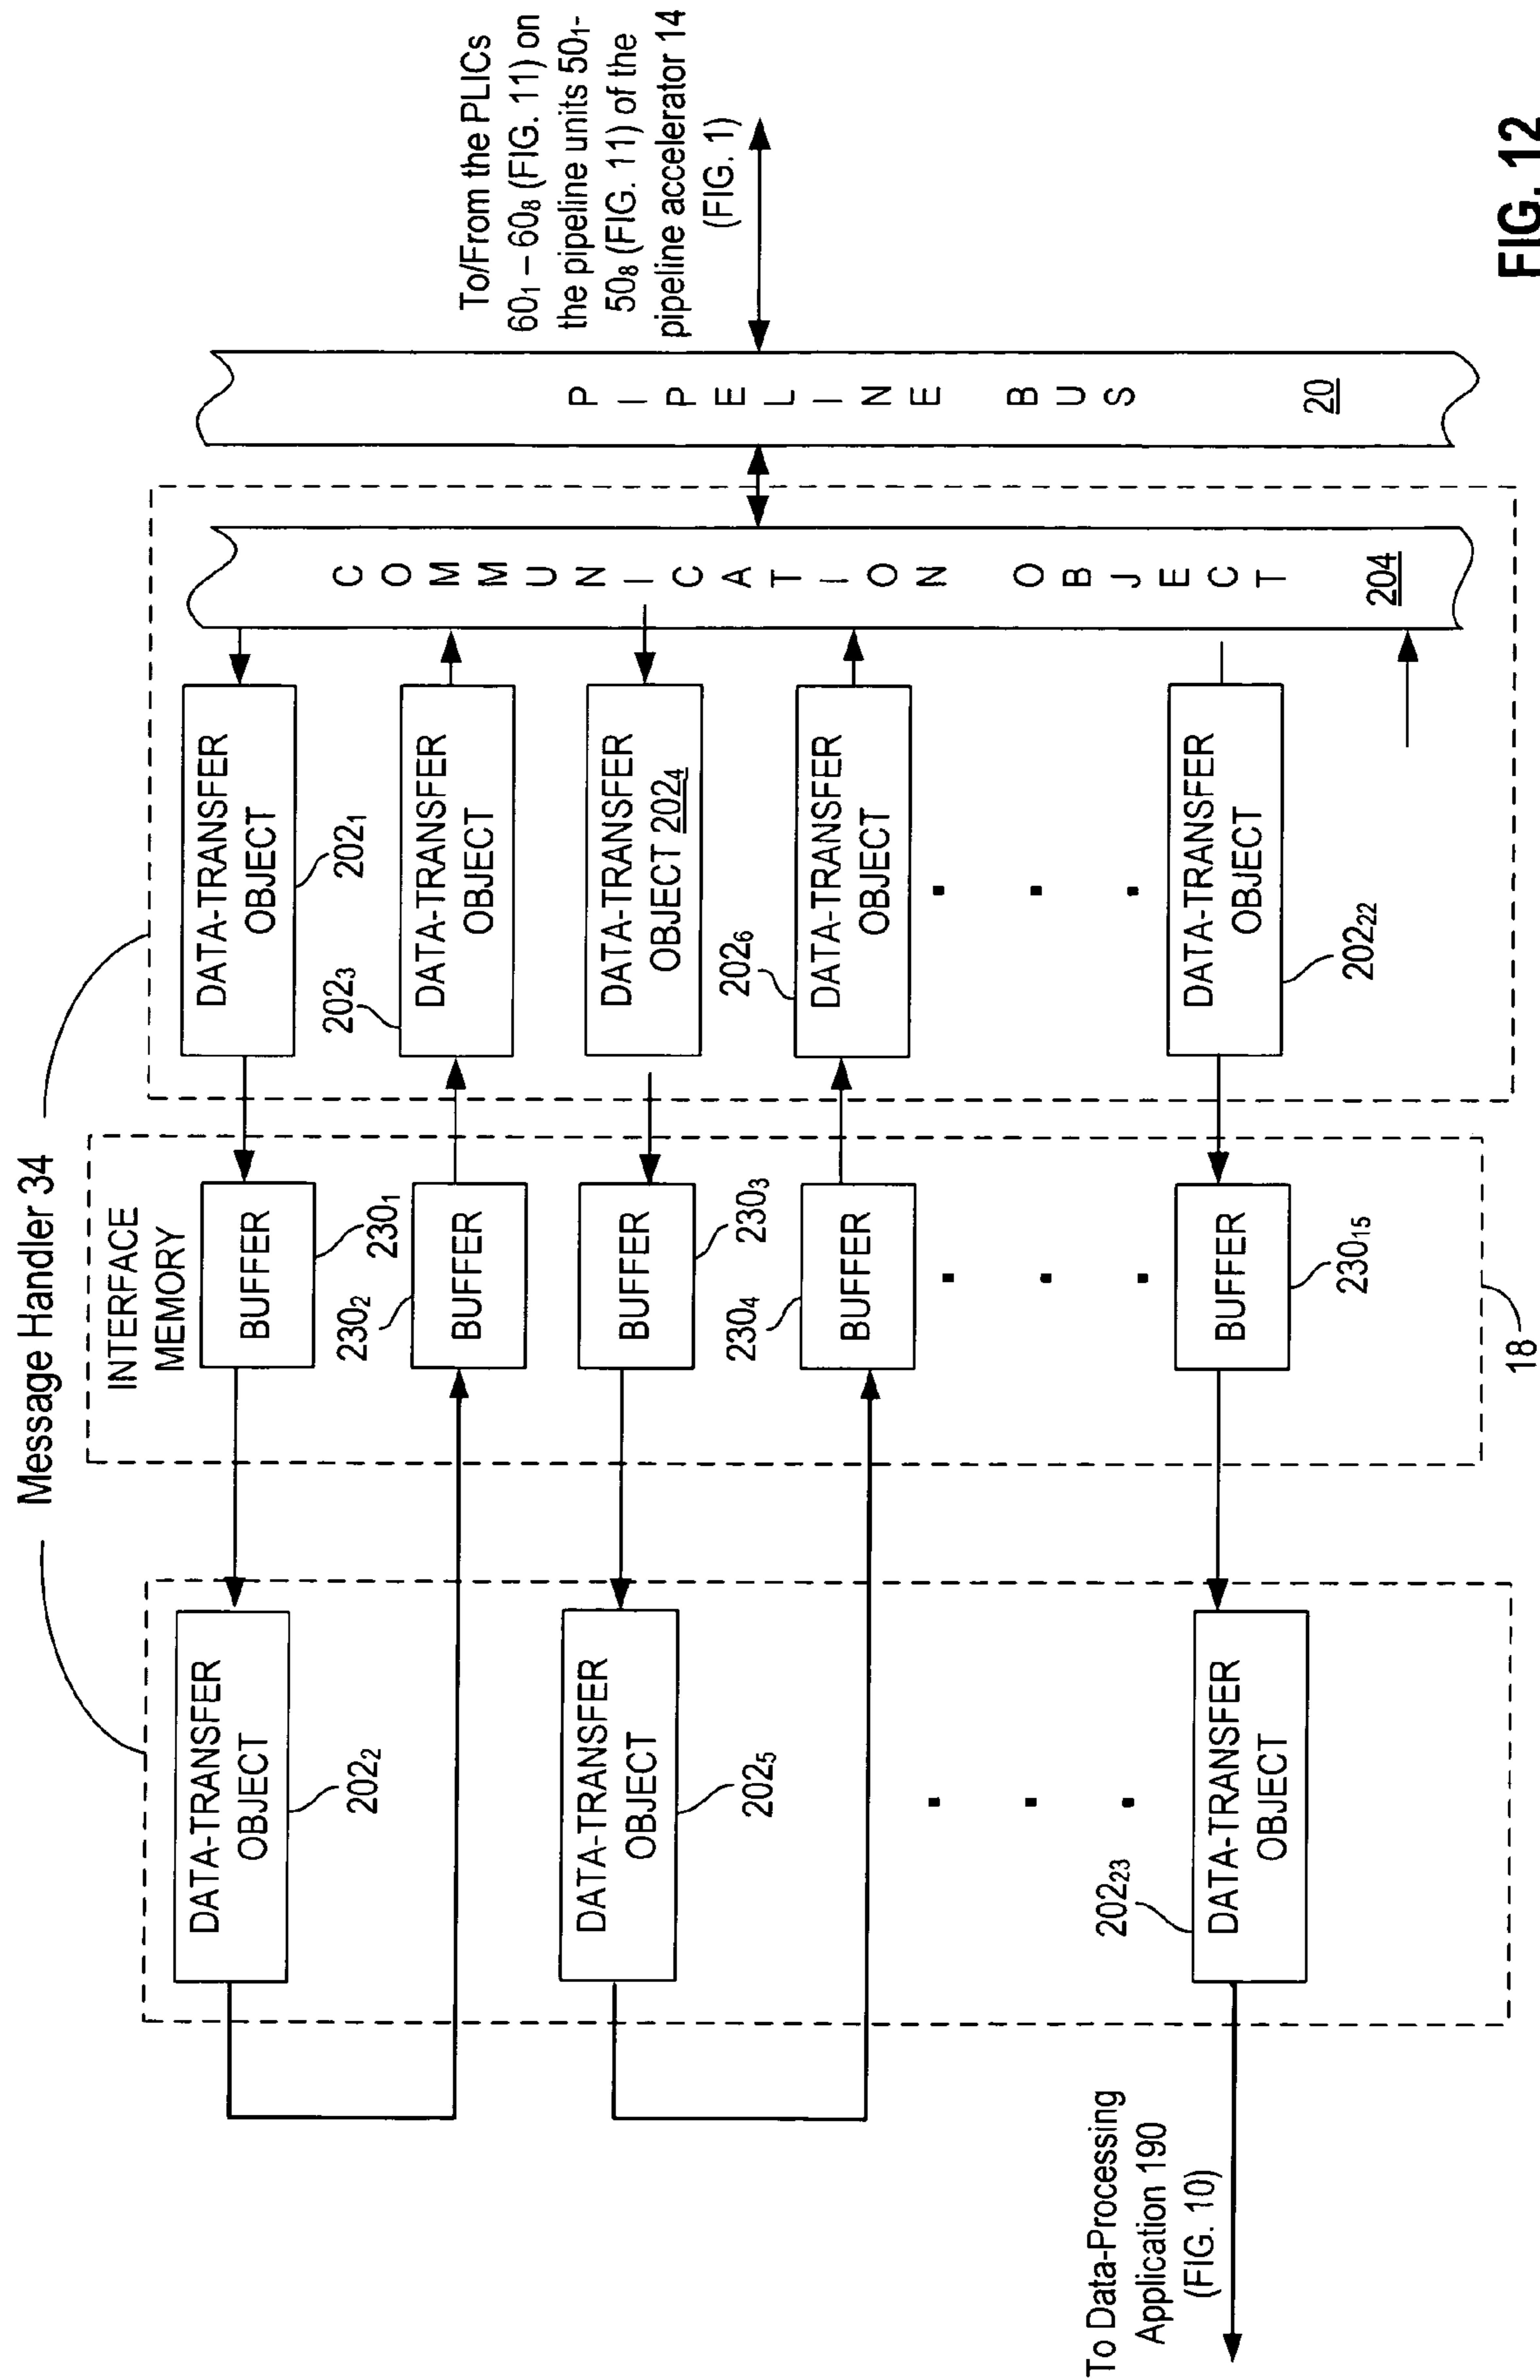 Message Handler 34
To/From the PLICs
60₁ – 60₈ (FIG. 11) on
the pipeline units 50₁-
50₈ (FIG. 11) of the
pipeline accelerator 14
(FIG. 1)
INTERFACE
MEMORY
DATA-TRANSFER
OBJECT
202₂
BUFFER
230₁
DATA-TRANSFER
OBJECT
202₁
230₂
BUFFER
202₃
DATA-TRANSFER
OBJECT
DATA-TRANSFER
OBJECT
202₅
BUFFER
230₃
DATA-TRANSFER
OBJECT 202₄
230₄
BUFFER
202₆
DATA-TRANSFER
OBJECT
202₂₃
DATA-TRANSFER
OBJECT
BUFFER
230₁₅
DATA-TRANSFER
OBJECT
202₂₂
COMMUNICATION OBJECT
204
PIPELINE BUS
20
To Data-Processing
Application 190
(FIG. 10)
18
FIG. 12